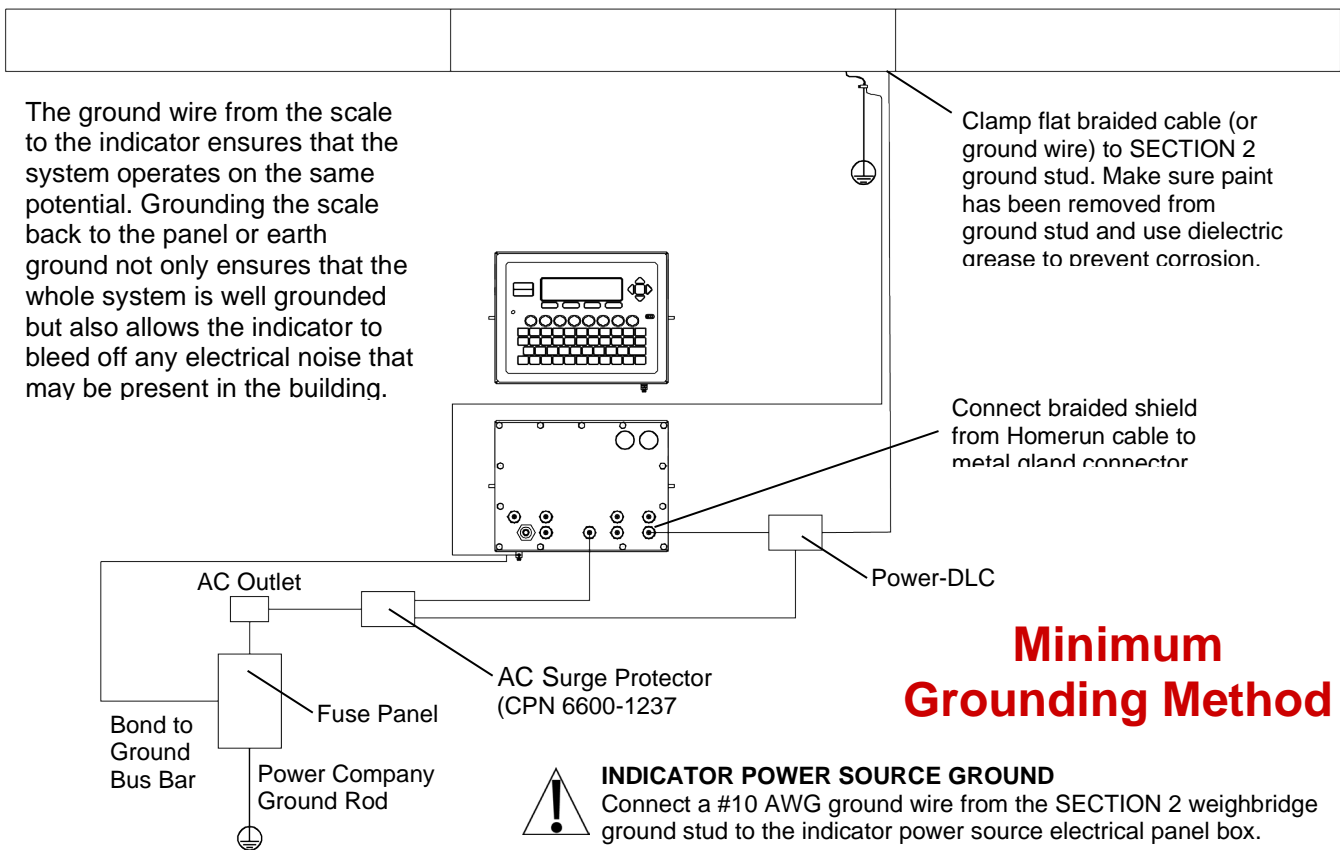 The ground wire from the scale
to the indicator ensures that the
system operates on the same
potential. Grounding the scale
back to the panel or earth
ground not only ensures that the
whole system is well grounded
but also allows the indicator to
bleed off any electrical noise that
may be present in the building.
Clamp flat braided cable (or
ground wire) to SECTION 2
ground stud. Make sure paint
has been removed from
ground stud and use dielectric
grease to prevent corrosion.
Connect braided shield
from Homerun cable to
metal gland connector
Power-DLC
AC Outlet
AC Surge Protector
(CPN 6600-1237
Fuse Panel
Bond to
Ground
Bus Bar
Power Company
Ground Rod
Minimum
Grounding Method
INDICATOR POWER SOURCE GROUND
Connect a #10 AWG ground wire from the SECTION 2 weighbridge
ground stud to the indicator power source electrical panel box.